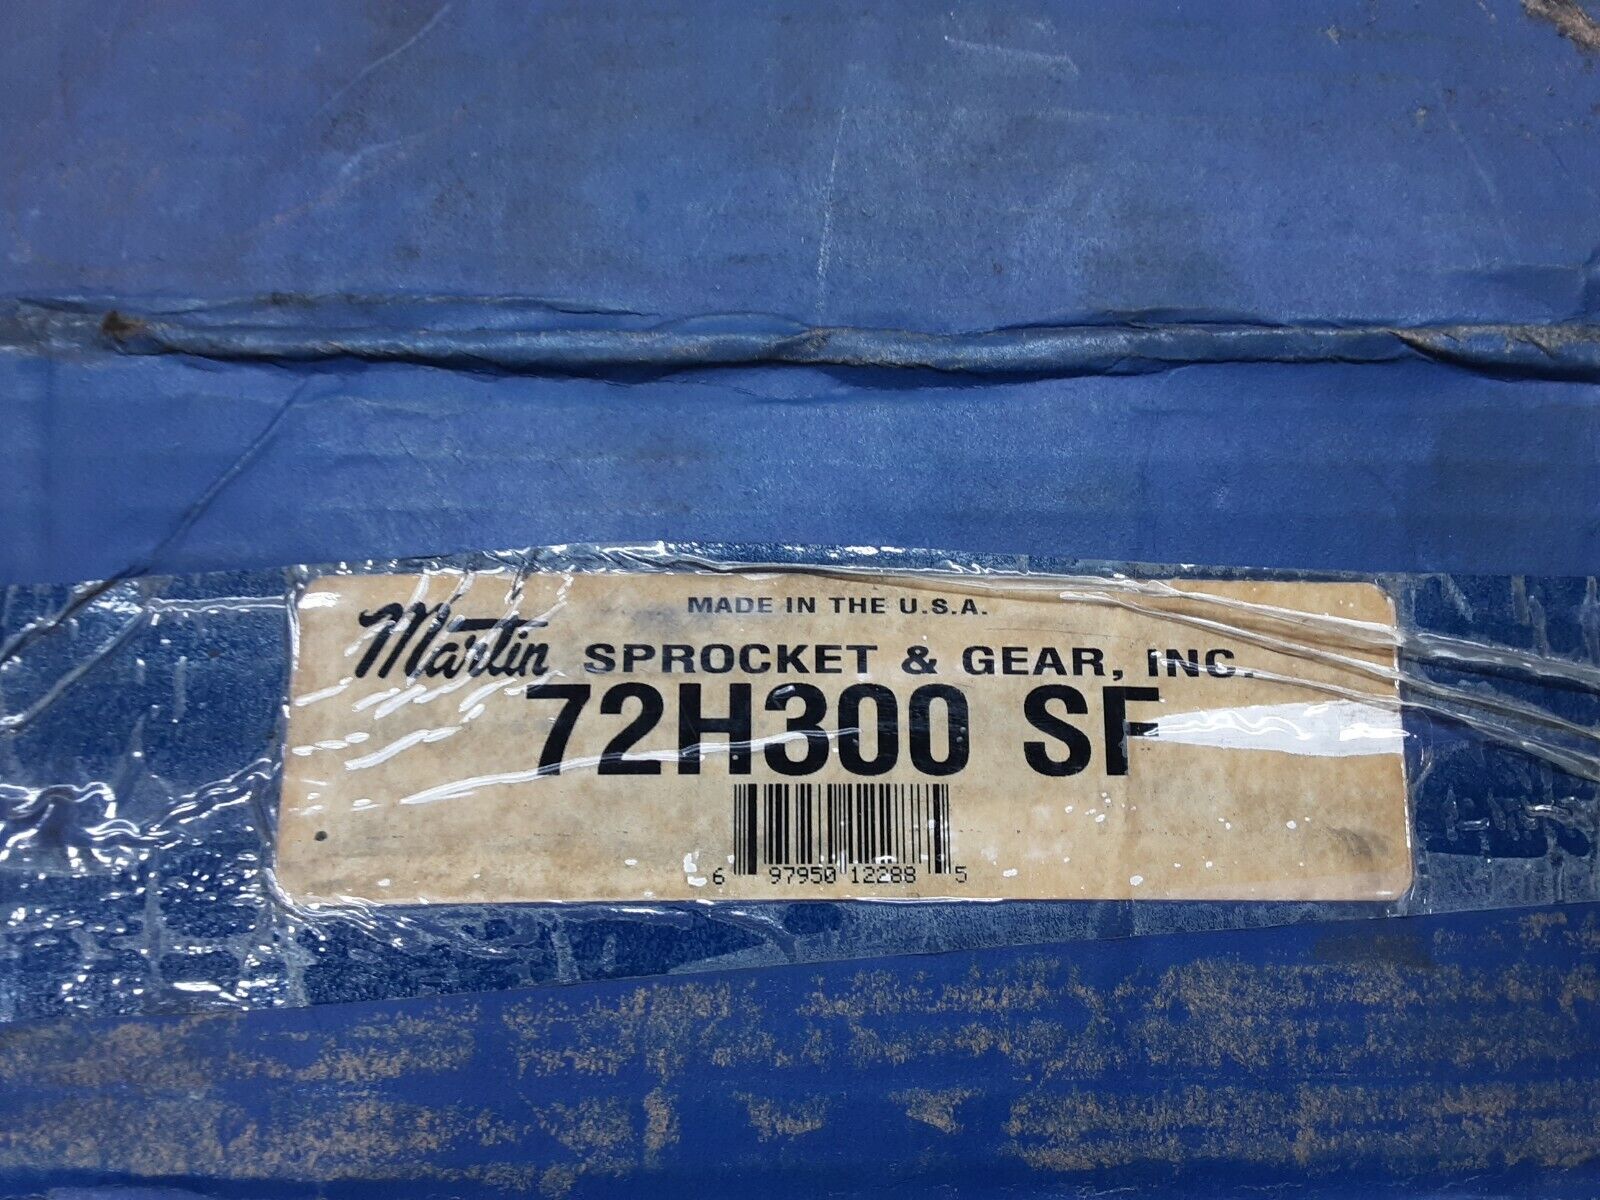 MADE IN THE U.S.A.
Martin SPROCKET & GEAR, INC.
72H300 SF
6 97950 12288 5